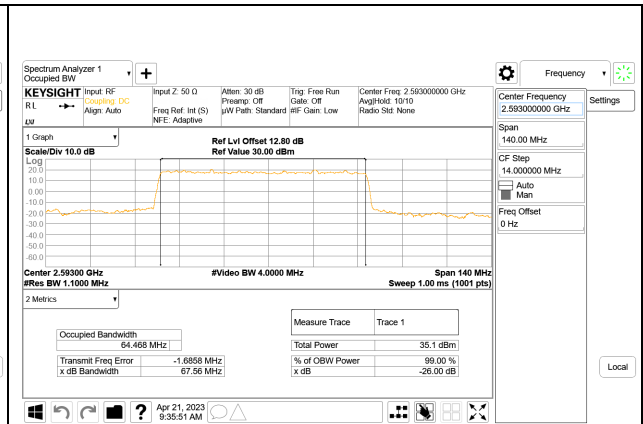 Spectrum Analyzer 1
Occupied BW
Frequency
KEYSIGHT
RL
Input: RF
Coupling: DC
Align: Auto
Input Z: 50 Ω
Freq Ref: Int (S)
NFE: Adaptive
Atten: 30 dB
Preamp: Off
µW Path: Standard
Trig: Free Run
Gate: Off
#IF Gain: Low
Center Freq: 2.593000000 GHz
Avg|Hold: 10/10
Radio Std: None
Center Frequency
2.593000000 GHz
Settings
Span
140.00 MHz
CF Step
14.000000 MHz
Auto
Man
Freq Offset
0 Hz
1 Graph
Scale/Div 10.0 dB
Ref Lvl Offset 12.80 dB
Ref Value 30.00 dBm
Log
20.0
10.0
0.00
-10.0
-20.0
-30.0
-40.0
-50.0
-60.0
Center 2.59300 GHz
#Video BW 4.0000 MHz
Span 140 MHz
#Res BW 1.1000 MHz
Sweep 1.00 ms (1001 pts)
2 Metrics
Measure Trace Trace 1
Occupied Bandwidth
64.468 MHz
Total Power 35.1 dBm
Transmit Freq Error -1.6858 MHz
% of OBW Power 99.00 %
x dB Bandwidth 67.56 MHz
x dB -26.00 dB
Local
?
Apr 21, 2023
9:35:51 AM